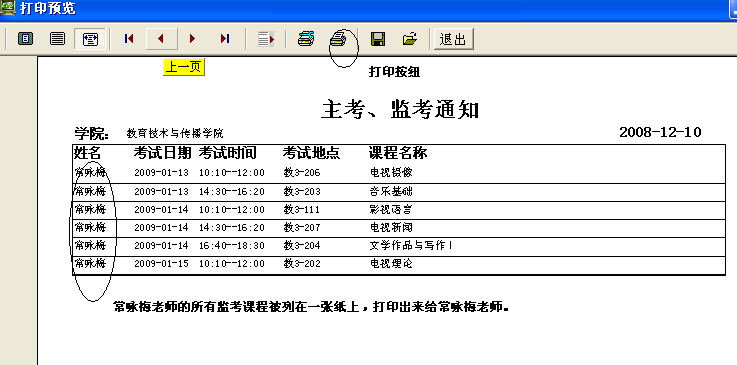 打印预览
退出
上一页
打印按纽
主考、监考通知
学院: 教育技术与传播学院 2008-12-10
姓名 考试日期 考试时间 考试地点 课程名称
常咏梅 2009-01-13 10:10--12:00 教3-206 电视摄像
常咏梅 2009-01-13 14:30--16:20 教3-203 音乐基础
常咏梅 2009-01-14 10:10--12:00 教3-111 影视语言
常咏梅 2009-01-14 14:30--16:20 教3-207 电视新闻
常咏梅 2009-01-14 16:40--18:30 教3-204 文学作品与写作Ⅰ
常咏梅 2009-01-15 10:10--12:00 教3-202 电视理论
常咏梅老师的所有监考课程被列在一张纸上，打印出来给常咏梅老师。